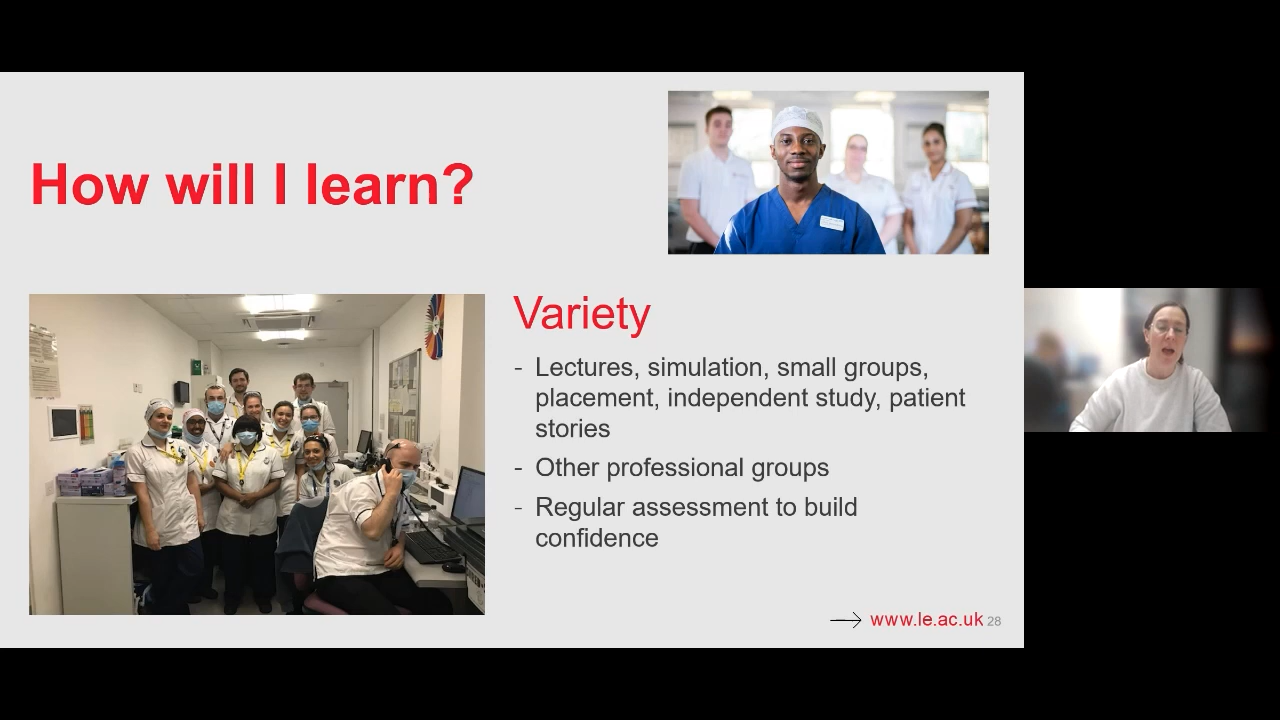 How will I learn?
Variety
- Lectures, simulation, small groups,
placement, independent study, patient
stories
- Other professional groups
- Regular assessment to build
confidence
www.le.ac.uk 28